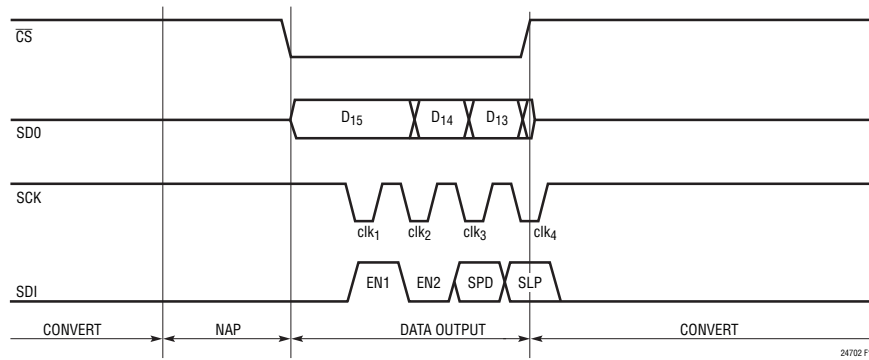 CS
SD0
D15
D14
D13
SCK
clk1
clk2
clk3
clk4
SDI
EN1
EN2
SPD
SLP
CONVERT
NAP
DATA OUTPUT
CONVERT
24702 F